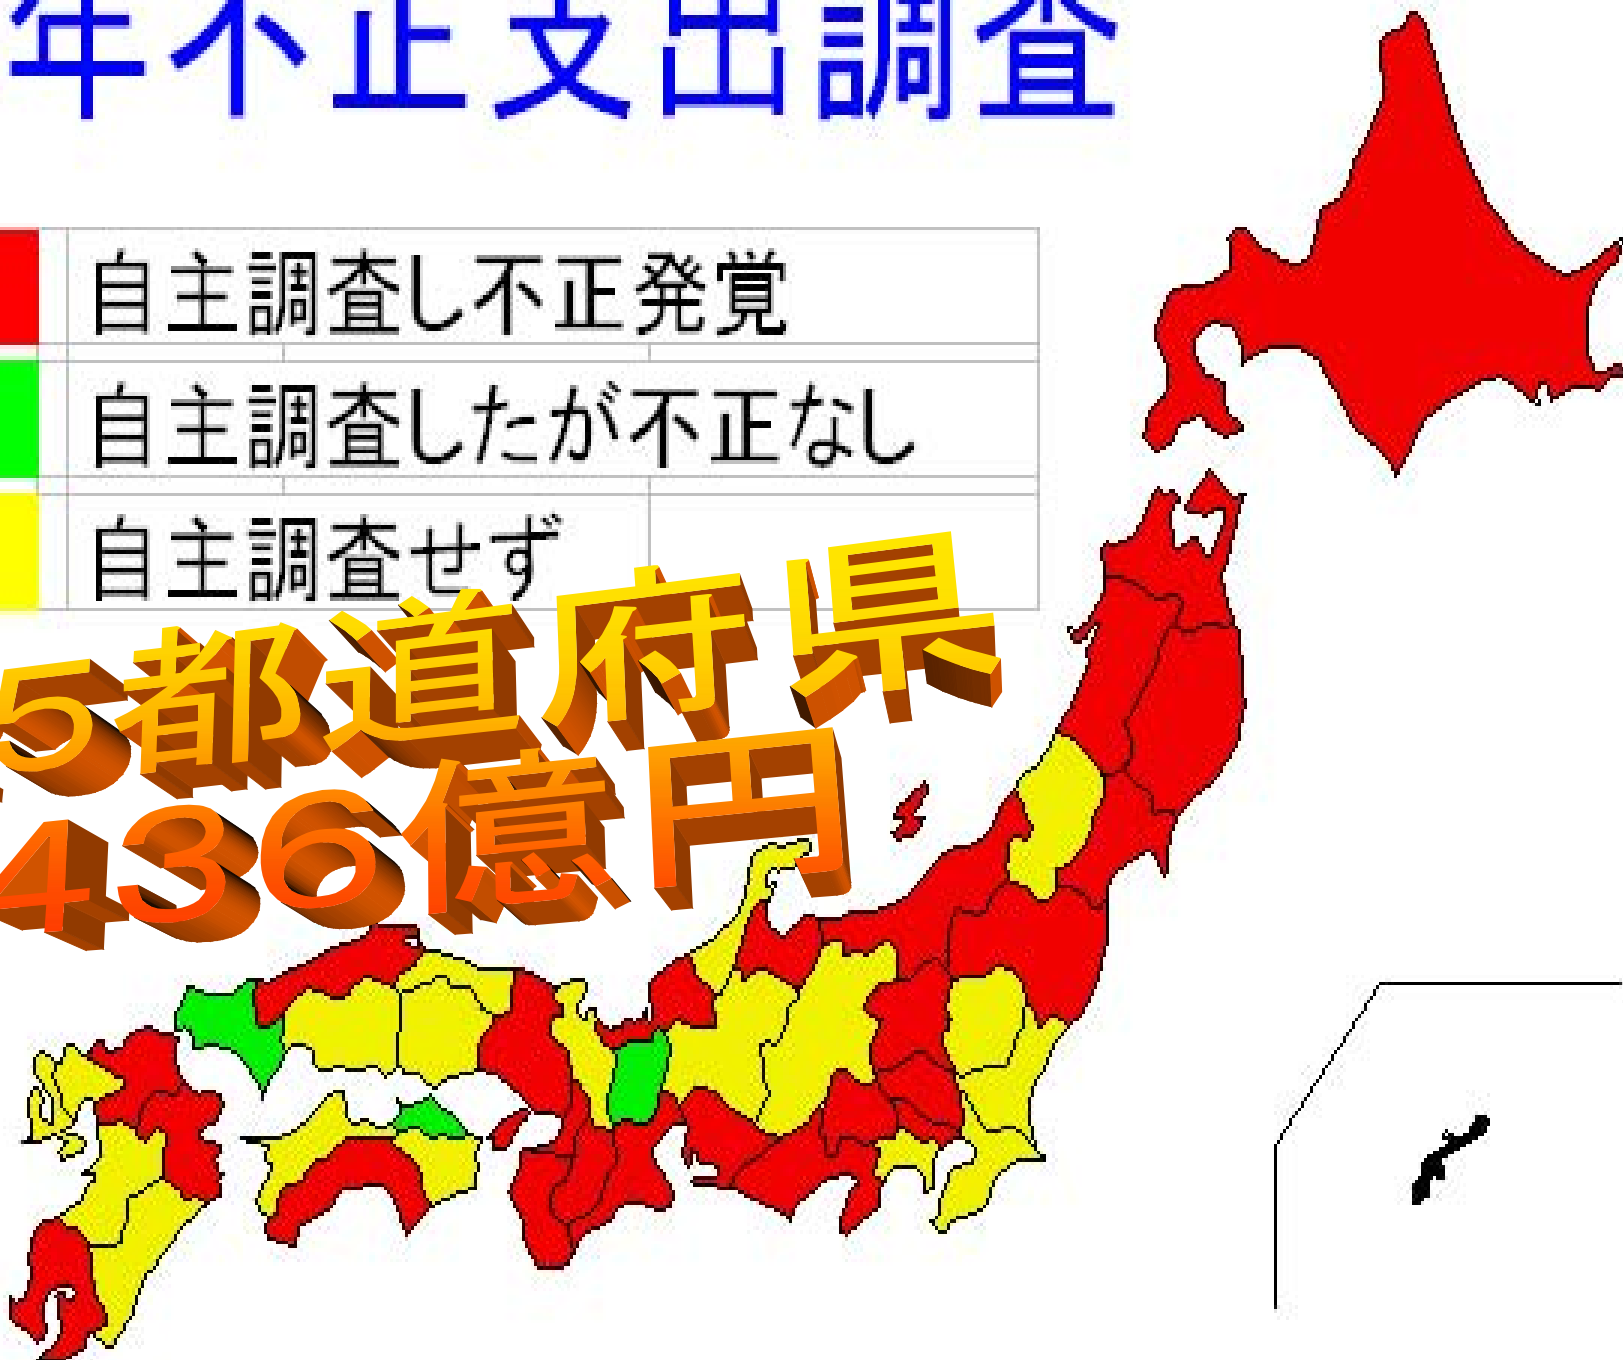 年不正支出調査
自主調査し不正発覚
自主調査したが不正なし
自主調査せず
5都道府県
436億円